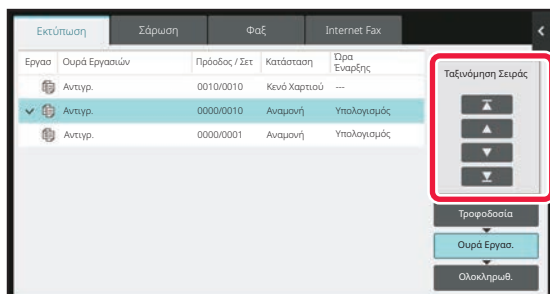 Εκτύπωση Σάρωση Φαξ Internet Fax
Εργασ Ουρά Εργασιών Πρόοδος / Σετ Κατάσταση Ώρα Έναρξης
Αντιγρ. 0010/0010 Κενό Χαρτιού ---
Αντιγρ. 0000/0010 Αναμονή Υπολογισμός
Αντιγρ. 0000/0001 Αναμονή Υπολογισμός
Ταξινόμηση Σειράς
Τροφοδοσία
Ουρά Εργασ.
Ολοκληρωθ.